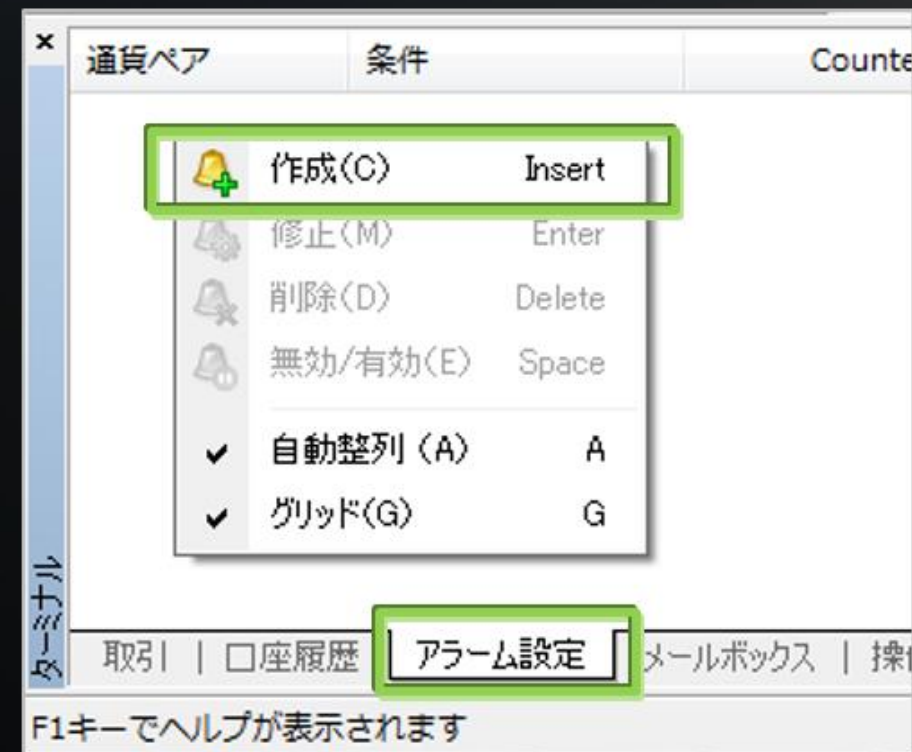 通貨ペア 条件 Counte
作成(C) Insert
修正(M) Enter
削除(D) Delete
無効/有効(E) Space
自動整列 (A) A
グリッド(G) G
ターミナル
取引 | 口座履歴 アラーム設定 メールボックス | 操
F1キーでヘルプが表示されます